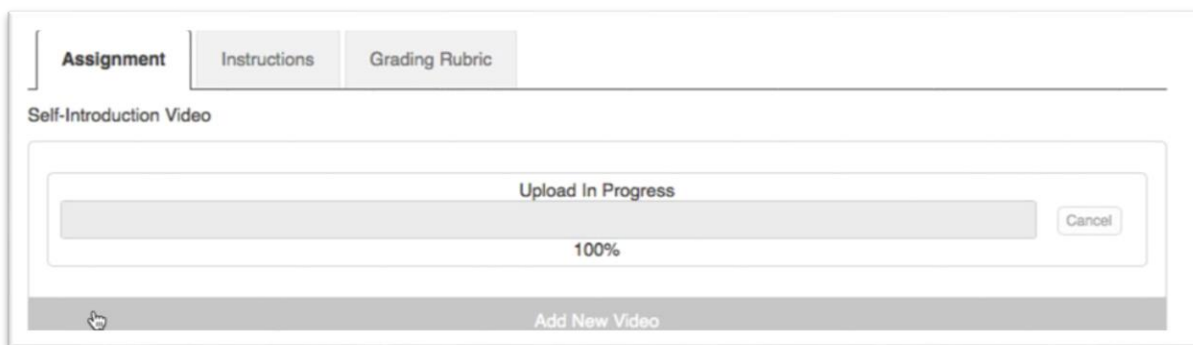 Assignment Instructions Grading Rubric
Self-Introduction Video
Upload In Progress
Cancel
100%
Add New Video